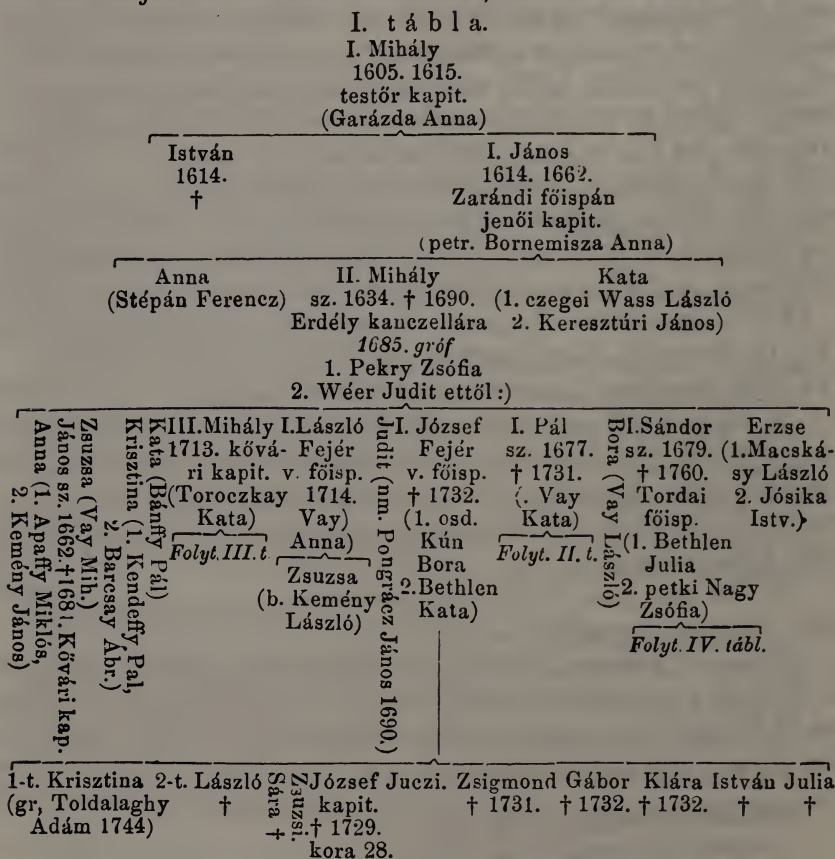 I. tábla.
I. Mihály
1605. 1615.
testőr kapit.
(Garázda Anna)
István
1614.
†
I. János
1614. 1662.
Zarándi főispán
jenői kapit.
(petr. Bornemisza Anna)
Anna
(Stépán Ferencz)
II. Mihály
sz. 1634. † 1690.
Erdély kanczellára
1685. gróf
1. Pekry Zsófia
2. Wéer Judit ettől :)
Kata
(1. czegei Wass László
2. Keresztúri János)
Anna (1. Apaffy Miklós,
2. Kemény János)
János sz. 1662. † 1681. Kővári kap.
Zsuzsa (Vay Mih.)
Krisztina (1. Kendeffy Pal,
2. Barcsay Ábr.)
Kata (Bánffy Pál)
III. Mihály
1713. kővá-
ri kapit.
(Toroczkay
Kata)
Folyt. III. t.
I. László
Fejér
v. főisp.
1714.
Vay)
Anna)
Zsuzsa
(b. Kemény
László)
Judit (nm. Pongrácz János 1690.)
I. József
Fejér
v. főisp.
† 1732.
(1. osd.
Kún
Bora
2. Bethlen
Kata)
I. Pál
sz. 1677.
† 1731.
(. Vay
Kata)
Folyt. II. t.
Bora (Vay László)
I. Sándor
sz. 1679.
† 1760.
Tordai
főisp.
(1. Bethlen
Julia
2. petki Nagy
Zsófia)
Folyt. IV. tábl.
Erzse
(1. Macská-
sy László
2. Jósika
Istv.)
1-t. Krisztina
(gr, Toldalaghy
Ádám 1744)
2-t. László
†
Sára †
Zsuzsi.
József
kapit.
† 1729.
kora 28.
Juczi.
Zsigmond
† 1731.
Gábor
† 1732.
Klára
† 1732.
István
†
Julia
†